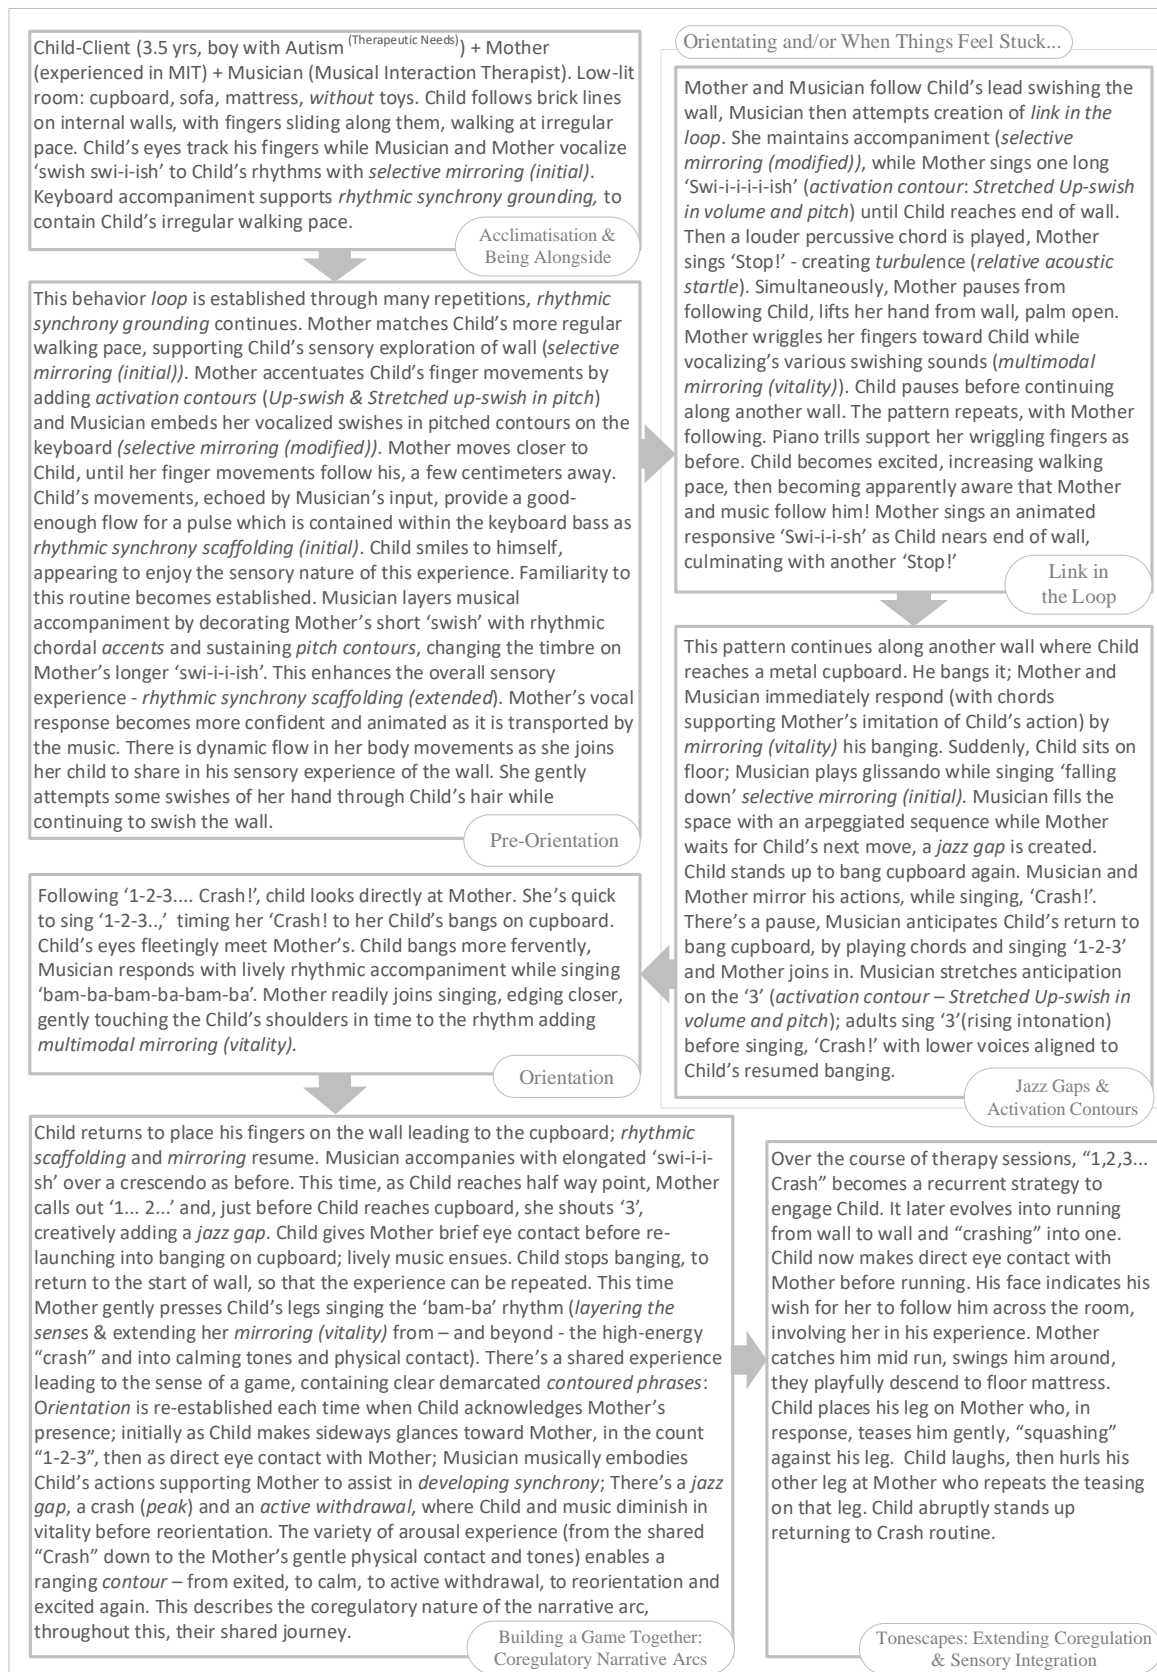 Child-Client (3.5 yrs, boy with Autism (Therapeutic Needs)) + Mother
(experienced in MIT) + Musician (Musical Interaction Therapist). Low-lit
room: cupboard, sofa, mattress, without toys. Child follows brick lines
on internal walls, with fingers sliding along them, walking at irregular
pace. Child's eyes track his fingers while Musician and Mother vocalize
'swish swi-i-ish' to Child's rhythms with selective mirroring (initial).
Keyboard accompaniment supports rhythmic synchrony grounding, to
contain Child's irregular walking pace.
Acclimatisation &
Being Alongside
This behavior loop is established through many repetitions, rhythmic
synchrony grounding continues. Mother matches Child's more regular
walking pace, supporting Child's sensory exploration of wall (selective
mirroring (initial)). Mother accentuates Child's finger movements by
adding activation contours (Up-swish & Stretched up-swish in pitch)
and Musician embeds her vocalized swishes in pitched contours on the
keyboard (selective mirroring (modified)). Mother moves closer to
Child, until her finger movements follow his, a few centimeters away.
Child's movements, echoed by Musician's input, provide a good-
enough flow for a pulse which is contained within the keyboard bass as
rhythmic synchrony scaffolding (initial). Child smiles to himself,
appearing to enjoy the sensory nature of this experience. Familiarity to
this routine becomes established. Musician layers musical
accompaniment by decorating Mother's short 'swish' with rhythmic
chordal accents and sustaining pitch contours, changing the timbre on
Mother's longer 'swi-i-i-ish'. This enhances the overall sensory
experience - rhythmic synchrony scaffolding (extended). Mother's vocal
response becomes more confident and animated as it is transported by
the music. There is dynamic flow in her body movements as she joins
her child to share in his sensory experience of the wall. She gently
attempts some swishes of her hand through Child's hair while
continuing to swish the wall.
Pre-Orientation
Orientating and/or When Things Feel Stuck...
Mother and Musician follow Child's lead swishing the
wall, Musician then attempts creation of link in the
loop. She maintains accompaniment (selective
mirroring (modified)), while Mother sings one long
'Swi-i-i-i-i-ish' (activation contour: Stretched Up-swish
in volume and pitch) until Child reaches end of wall.
Then a louder percussive chord is played, Mother
sings 'Stop!' - creating turbulence (relative acoustic
startle). Simultaneously, Mother pauses from
following Child, lifts her hand from wall, palm open.
Mother wriggles her fingers toward Child while
vocalizing's various swishing sounds (multimodal
mirroring (vitality)). Child pauses before continuing
along another wall. The pattern repeats, with Mother
following. Piano trills support her wriggling fingers as
before. Child becomes excited, increasing walking
pace, then becoming apparently aware that Mother
and music follow him! Mother sings an animated
responsive 'Swi-i-i-sh' as Child nears end of wall,
culminating with another 'Stop!'
Link in
the Loop
This pattern continues along another wall where Child
reaches a metal cupboard. He bangs it; Mother and
Musician immediately respond (with chords
supporting Mother's imitation of Child's action) by
mirroring (vitality) his banging. Suddenly, Child sits on
floor; Musician plays glissando while singing 'falling
down' selective mirroring (initial). Musician fills the
space with an arpeggiated sequence while Mother
waits for Child's next move, a jazz gap is created.
Child stands up to bang cupboard again. Musician and
Mother mirror his actions, while singing, 'Crash!'.
There's a pause, Musician anticipates Child's return to
bang cupboard, by playing chords and singing '1-2-3'
and Mother joins in. Musician stretches anticipation
on the '3' (activation contour – Stretched Up-swish in
volume and pitch); adults sing '3'(rising intonation)
before singing, 'Crash!' with lower voices aligned to
Child's resumed banging.
Jazz Gaps &
Activation Contours
Following '1-2-3.... Crash!', child looks directly at Mother. She's quick
to sing '1-2-3..,' timing her 'Crash! to her Child's bangs on cupboard.
Child's eyes fleetingly meet Mother's. Child bangs more fervently,
Musician responds with lively rhythmic accompaniment while singing
'bam-ba-bam-ba-bam-ba'. Mother readily joins singing, edging closer,
gently touching the Child's shoulders in time to the rhythm adding
multimodal mirroring (vitality).
Orientation
Child returns to place his fingers on the wall leading to the cupboard; rhythmic
scaffolding and mirroring resume. Musician accompanies with elongated 'swi-i-i-
sh' over a crescendo as before. This time, as Child reaches half way point, Mother
calls out '1... 2...' and, just before Child reaches cupboard, she shouts '3',
creatively adding a jazz gap. Child gives Mother brief eye contact before re-
launching into banging on cupboard; lively music ensues. Child stops banging, to
return to the start of wall, so that the experience can be repeated. This time
Mother gently presses Child's legs singing the 'bam-ba' rhythm (layering the
senses & extending her mirroring (vitality) from – and beyond - the high-energy
"crash" and into calming tones and physical contact). There's a shared experience
leading to the sense of a game, containing clear demarcated contoured phrases:
Orientation is re-established each time when Child acknowledges Mother's
presence; initially as Child makes sideways glances toward Mother, in the count
"1-2-3", then as direct eye contact with Mother; Musician musically embodies
Child's actions supporting Mother to assist in developing synchrony; There's a jazz
gap, a crash (peak) and an active withdrawal, where Child and music diminish in
vitality before reorientation. The variety of arousal experience (from the shared
"Crash" down to the Mother's gentle physical contact and tones) enables a
ranging contour – from exited, to calm, to active withdrawal, to reorientation and
excited again. This describes the coregulatory nature of the narrative arc,
throughout this, their shared journey.
Building a Game Together:
Coregulatory Narrative Arcs
Over the course of therapy sessions, "1,2,3...
Crash" becomes a recurrent strategy to
engage Child. It later evolves into running
from wall to wall and "crashing" into one.
Child now makes direct eye contact with
Mother before running. His face indicates his
wish for her to follow him across the room,
involving her in his experience. Mother
catches him mid run, swings him around,
they playfully descend to floor mattress.
Child places his leg on Mother who, in
response, teases him gently, "squashing"
against his leg. Child laughs, then hurls his
other leg at Mother who repeats the teasing
on that leg. Child abruptly stands up
returning to Crash routine.
Tonescapes: Extending Coregulation
& Sensory Integration